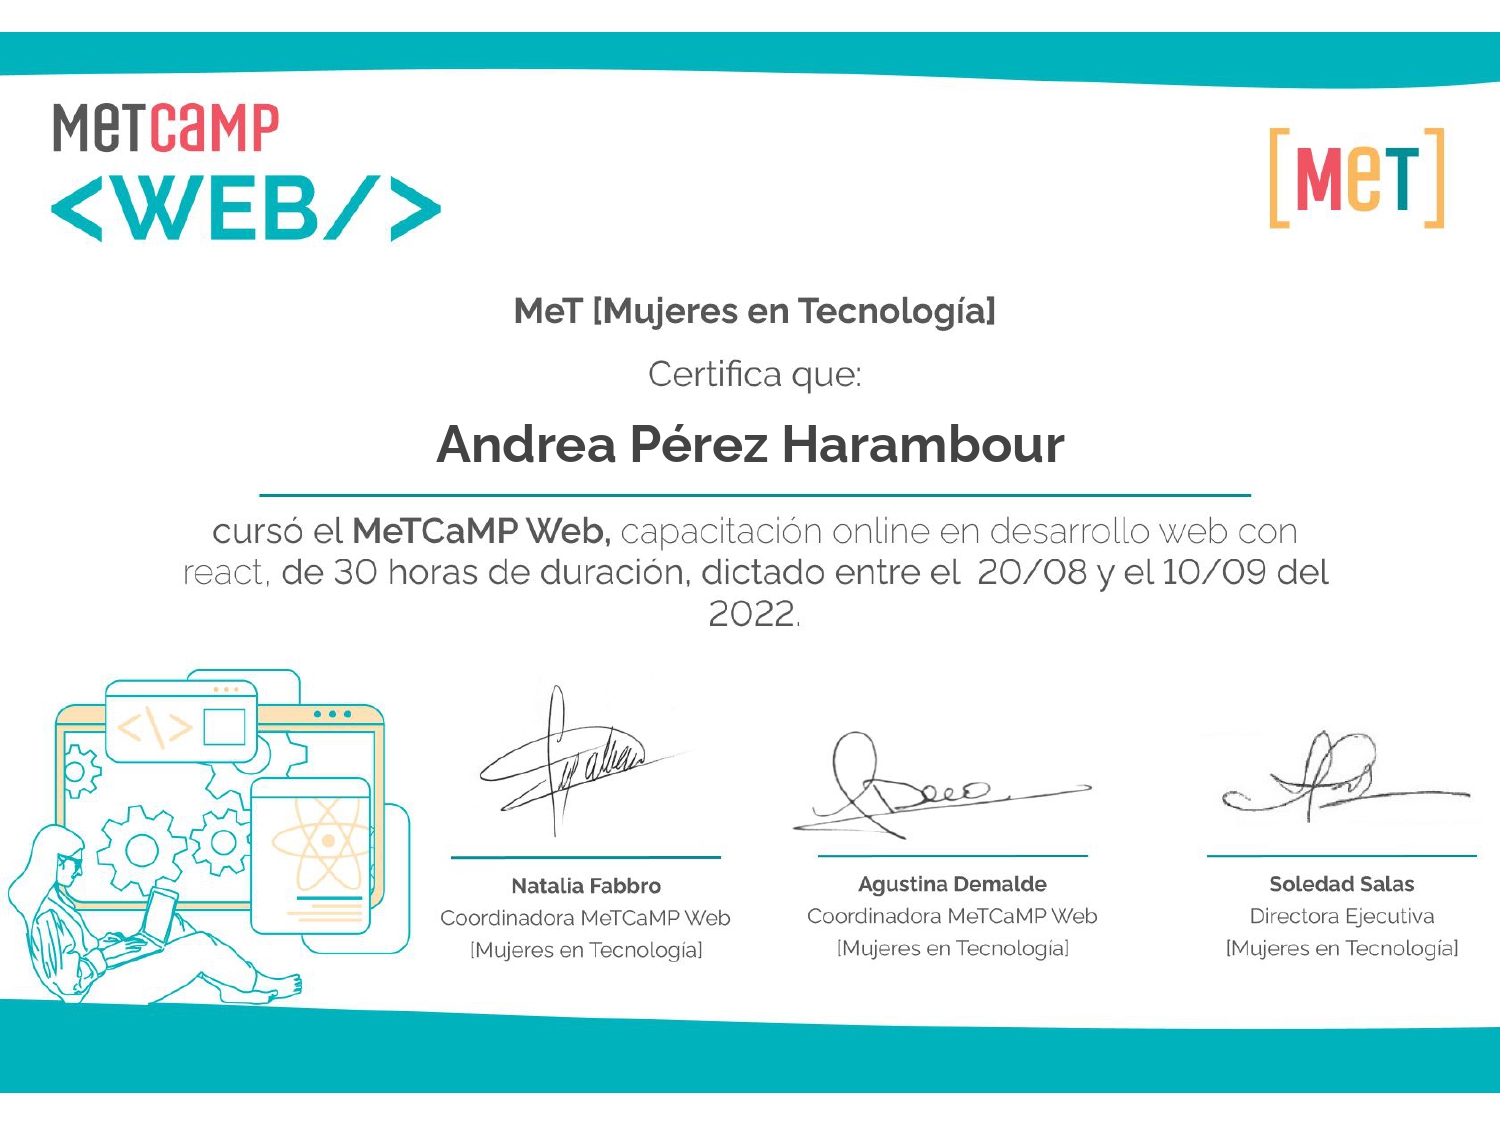 MeTCaMP
<WEB/>
[MeT]
MeT [Mujeres en Tecnología]
Certifica que:
Andrea Pérez Harambour
cursó el MeTCaMP Web, capacitación online en desarrollo web con
react, de 30 horas de duración, dictado entre el 20/08 y el 10/09 del
2022.
<\>
Natalia Fabbro
Coordinadora MeTCaMP Web
[Mujeres en Tecnología]
Agustina Demalde
Coordinadora MeTCaMP Web
[Mujeres en Tecnología]
Soledad Salas
Directora Ejecutiva
[Mujeres en Tecnología]